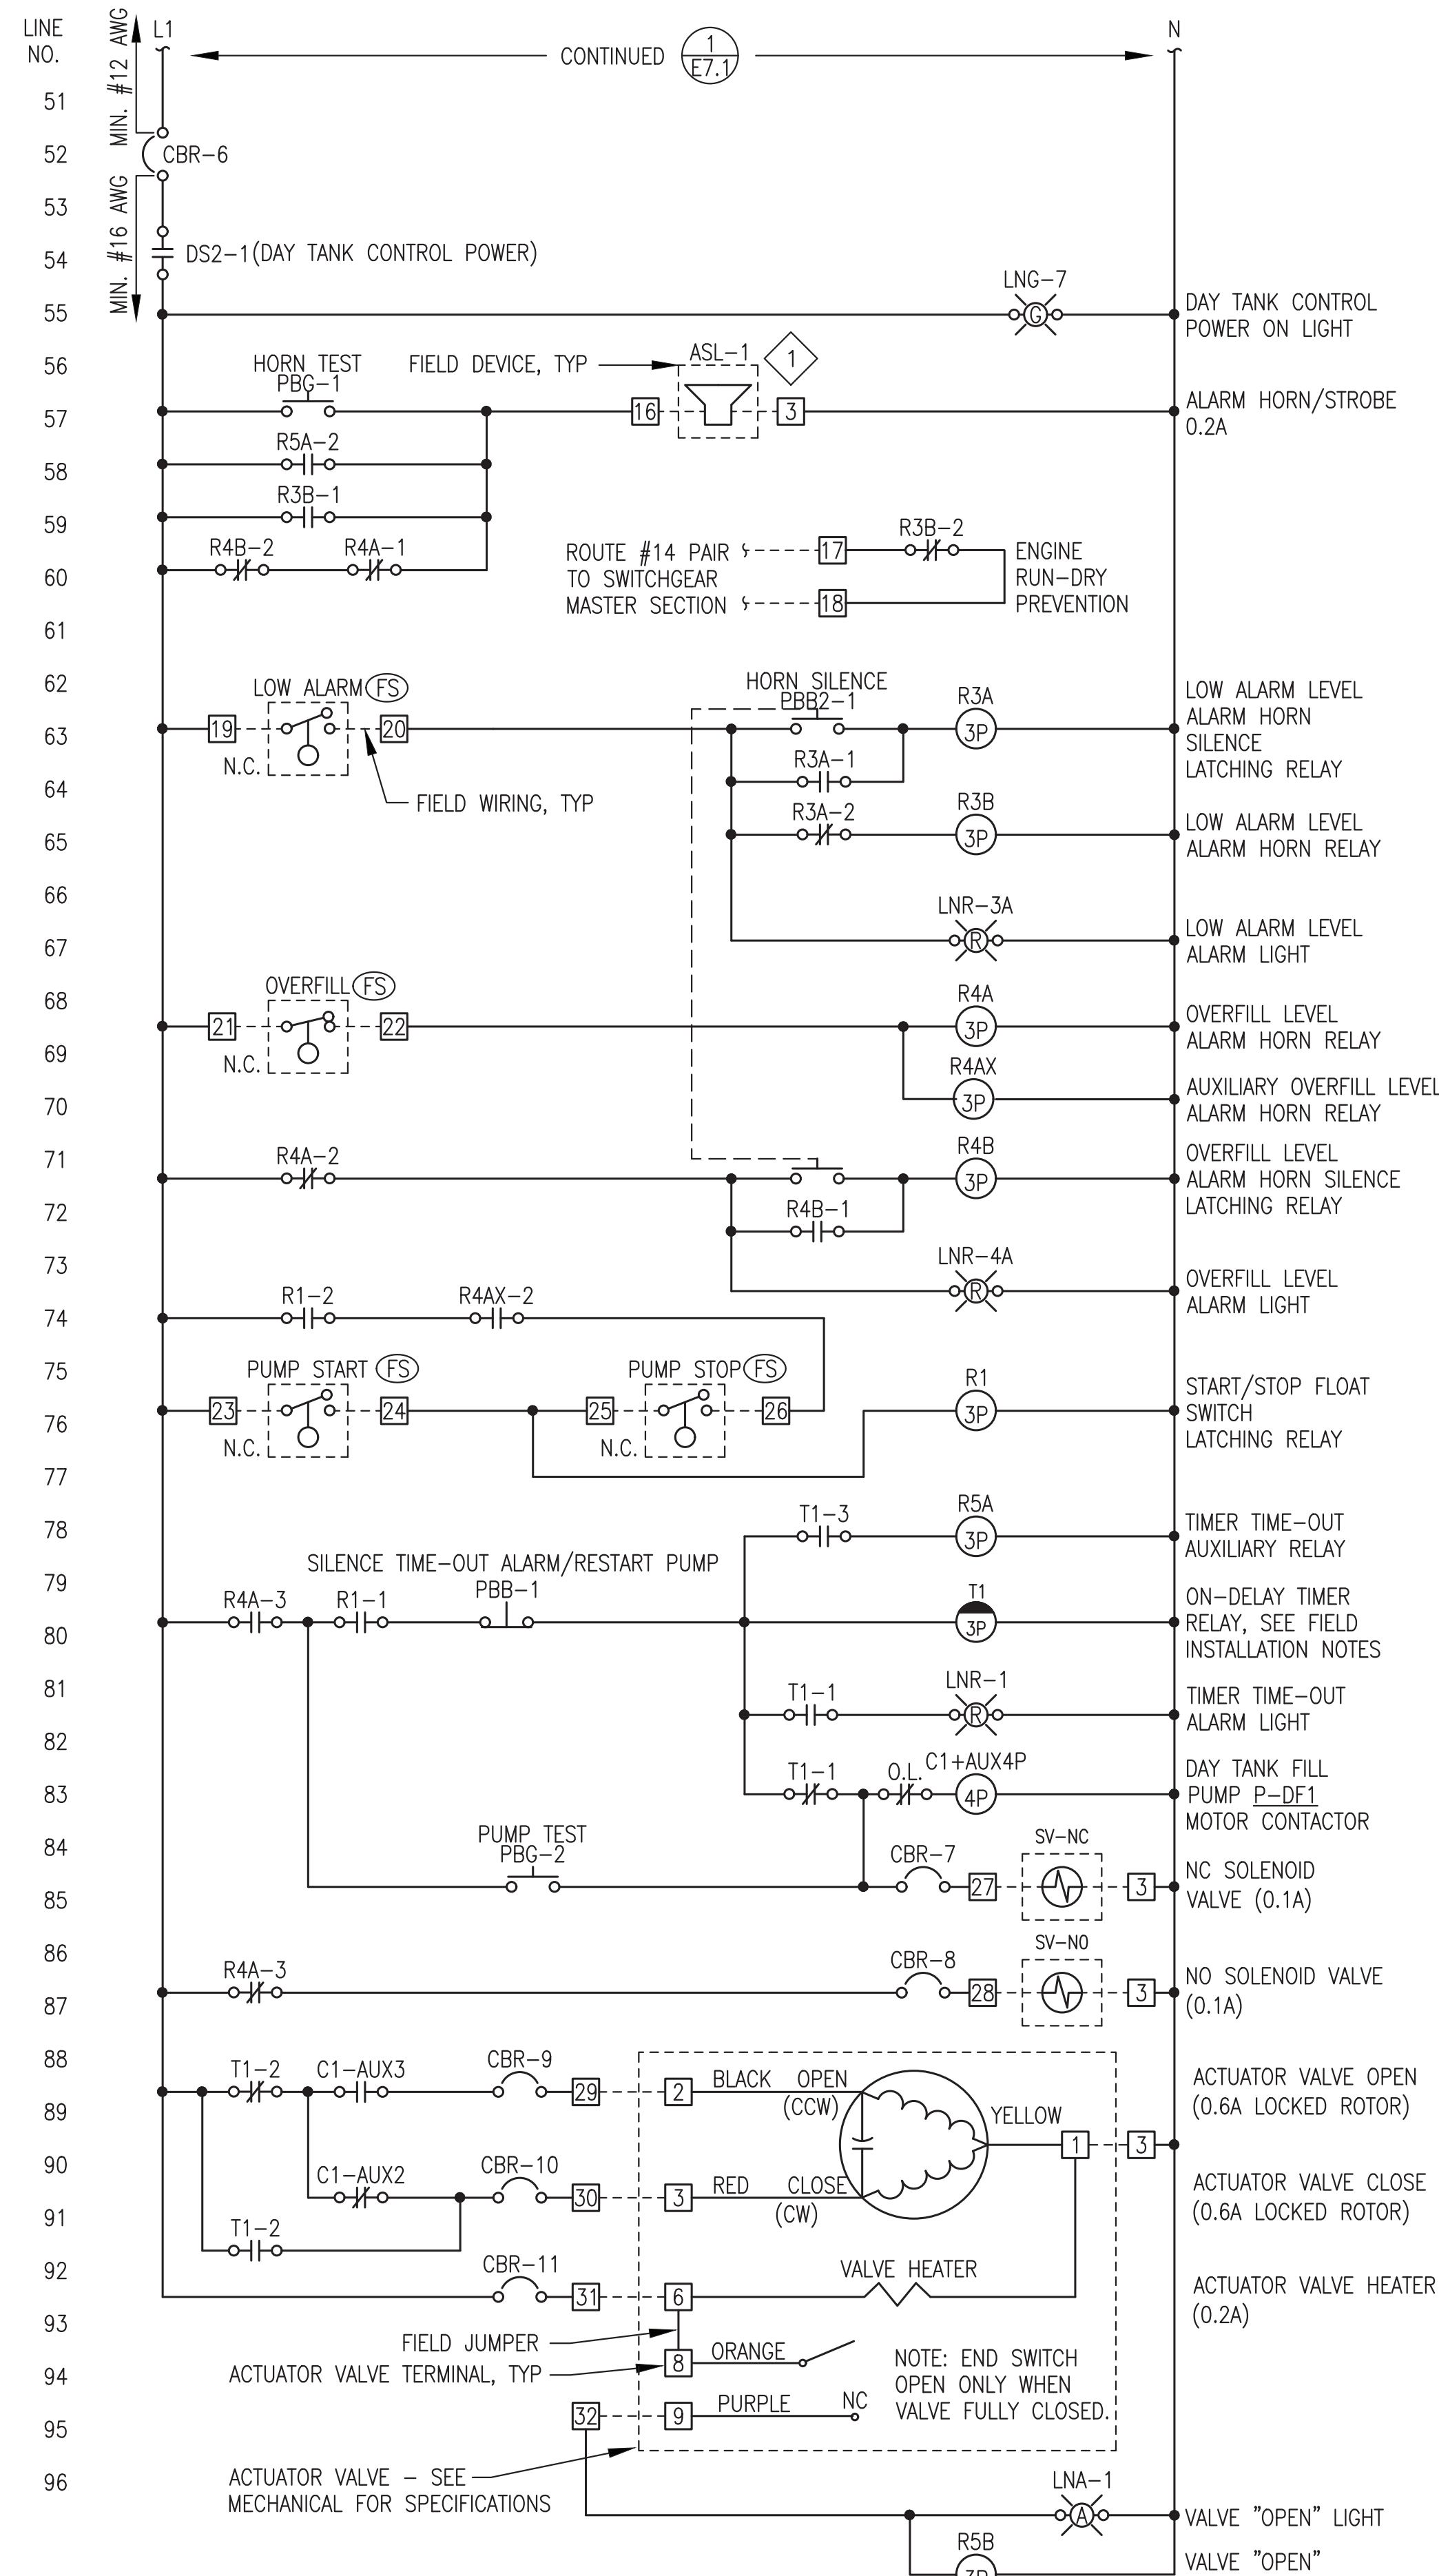 LINE NO.
MIN. #12 AWG
L1
CONTINUED
1
E7.1
N
51
52
CBR-6
53
MIN. #16 AWG
54
DS2-1(DAY TANK CONTROL POWER)
LNG-7
55
G
DAY TANK CONTROL
POWER ON LIGHT
56
HORN TEST
PBG-1
FIELD DEVICE, TYP
ASL-1
1
57
16
3
ALARM HORN/STROBE
0.2A
R5A-2
58
R3B-1
59
R4B-2
R4A-1
60
ROUTE #14 PAIR
TO SWITCHGEAR
MASTER SECTION
17
R3B-2
18
ENGINE
RUN-DRY
PREVENTION
61
62
LOW ALARM
FS
HORN SILENCE
PBB2-1
R3A
63
19
20
N.C.
3P
LOW ALARM LEVEL
ALARM HORN
SILENCE
LATCHING RELAY
R3A-1
64
FIELD WIRING, TYP
R3A-2
R3B
65
3P
LOW ALARM LEVEL
ALARM HORN RELAY
66
LNR-3A
67
R
LOW ALARM LEVEL
ALARM LIGHT
68
OVERFILL
FS
R4A
21
22
N.C.
3P
OVERFILL LEVEL
ALARM HORN RELAY
69
R4AX
70
3P
AUXILIARY OVERFILL LEVEL
ALARM HORN RELAY
71
R4A-2
R4B
3P
OVERFILL LEVEL
ALARM HORN SILENCE
LATCHING RELAY
72
R4B-1
73
LNR-4A
R
OVERFILL LEVEL
ALARM LIGHT
74
R1-2
R4AX-2
75
PUMP START
FS
PUMP STOP
FS
R1
76
23
24
N.C.
25
26
N.C.
3P
START/STOP FLOAT
SWITCH
LATCHING RELAY
77
78
T1-3
R5A
3P
TIMER TIME-OUT
AUXILIARY RELAY
79
SILENCE TIME-OUT ALARM/RESTART PUMP
PBB-1
R4A-3
R1-1
T1
80
3P
ON-DELAY TIMER
RELAY, SEE FIELD
INSTALLATION NOTES
81
T1-1
LNR-1
R
TIMER TIME-OUT
ALARM LIGHT
82
T1-1
O.L.
C1+AUX4P
83
4P
DAY TANK FILL
PUMP P-DF1
MOTOR CONTACTOR
84
PUMP TEST
PBG-2
CBR-7
SV-NC
85
27
3
NC SOLENOID
VALVE (0.1A)
86
R4A-3
CBR-8
SV-NO
87
28
3
NO SOLENOID VALVE
(0.1A)
88
T1-2
C1-AUX3
CBR-9
89
29
2
BLACK OPEN
(CCW)
YELLOW
1
3
ACTUATOR VALVE OPEN
(0.6A LOCKED ROTOR)
90
C1-AUX2
CBR-10
30
3
RED CLOSE
(CW)
ACTUATOR VALVE CLOSE
(0.6A LOCKED ROTOR)
91
T1-2
92
CBR-11
31
6
VALVE HEATER
ACTUATOR VALVE HEATER
(0.2A)
93
FIELD JUMPER
94
ACTUATOR VALVE TERMINAL, TYP
8
ORANGE
NOTE: END SWITCH
OPEN ONLY WHEN
VALVE FULLY CLOSED.
95
32
9
PURPLE
NC
96
ACTUATOR VALVE - SEE
MECHANICAL FOR SPECIFICATIONS
LNA-1
A
VALVE "OPEN" LIGHT
R5B
3P
VALVE "OPEN"